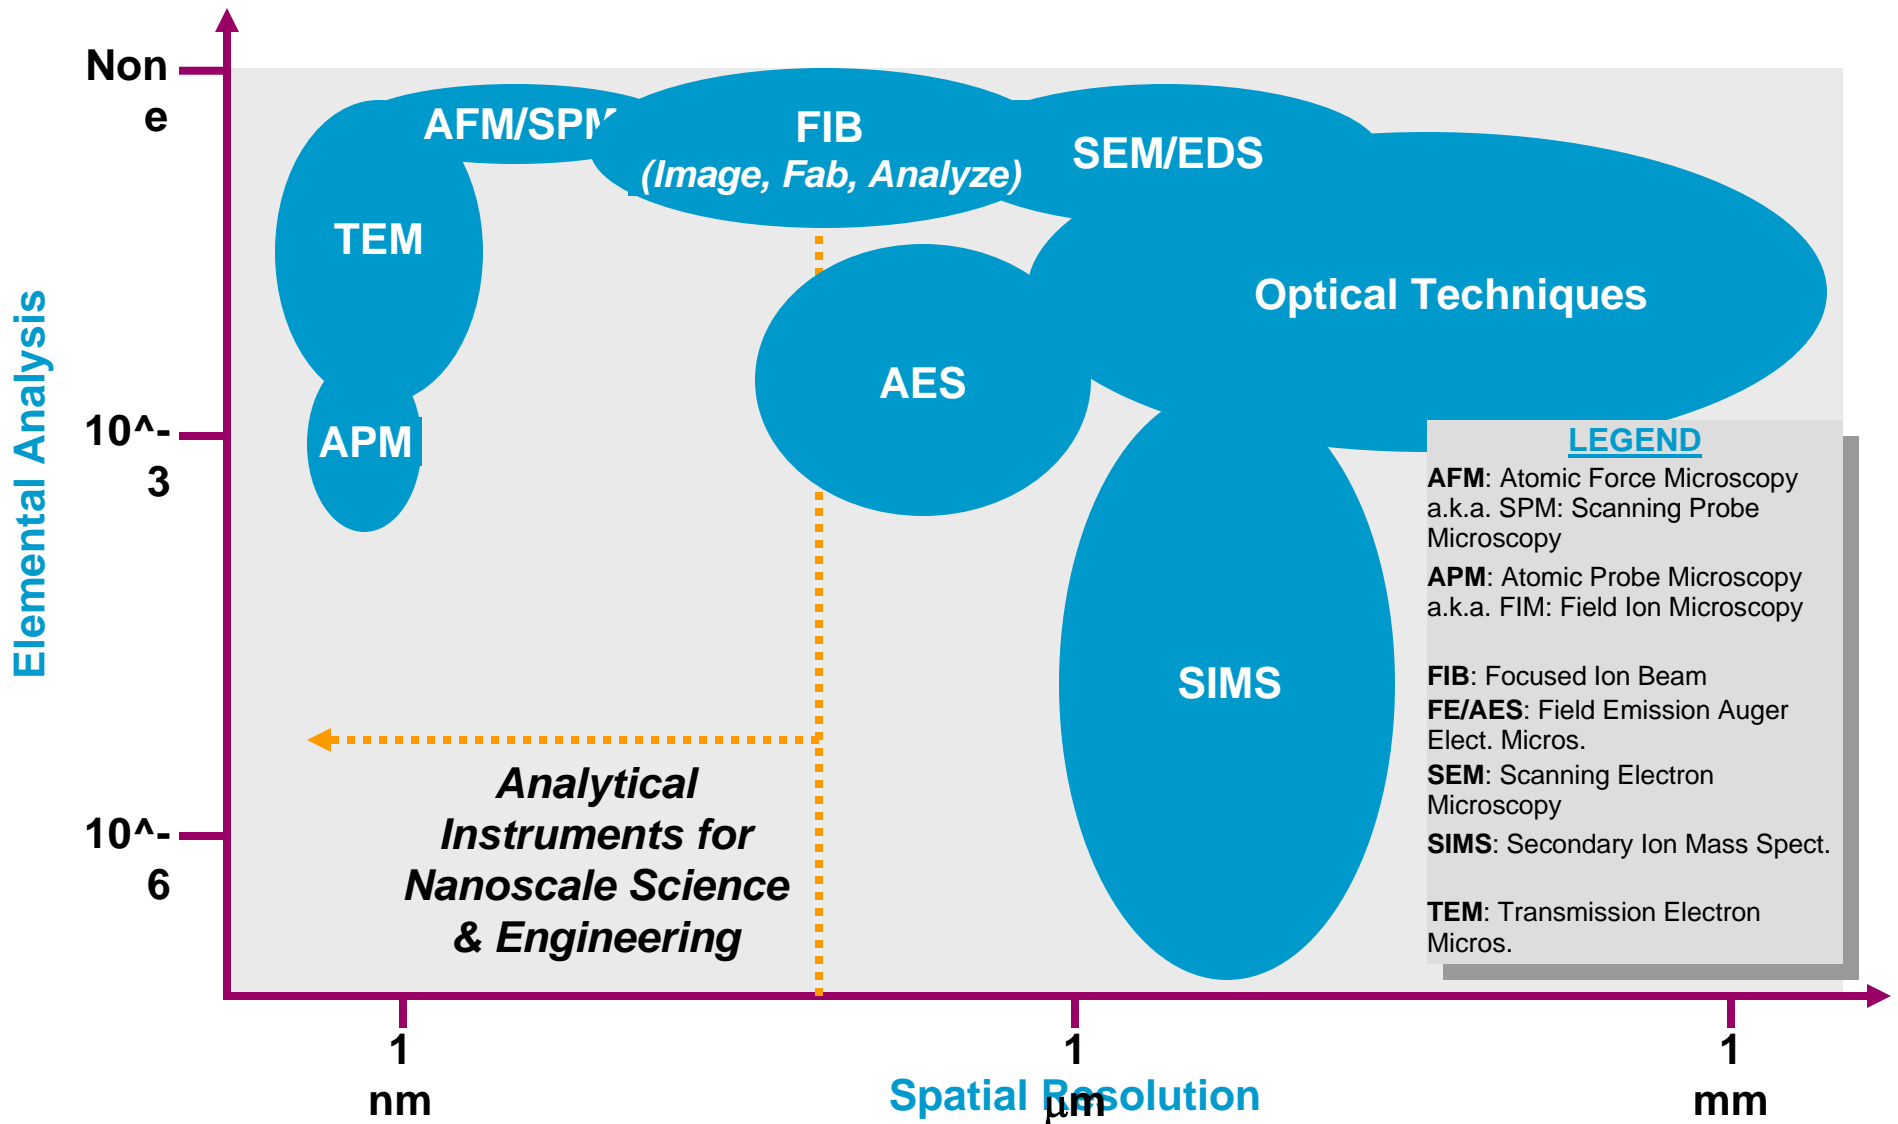 Non
e
AFM/SPM
FIB
(Image, Fab, Analyze)
SEM/EDS
TEM
Optical Techniques
AES
APM
10^-
3
Elemental Analysis
SIMS
10^-
6
Analytical
Instruments for
Nanoscale Science
& Engineering
LEGEND
AFM: Atomic Force Microscopy
a.k.a. SPM: Scanning Probe
Microscopy
APM: Atomic Probe Microscopy
a.k.a. FIM: Field Ion Microscopy
FIB: Focused Ion Beam
FE/AES: Field Emission Auger
Elect. Micros.
SEM: Scanning Electron
Microscopy
SIMS: Secondary Ion Mass Spect.
TEM: Transmission Electron
Micros.
1
nm
1
μm
1
mm
Spatial Resolution